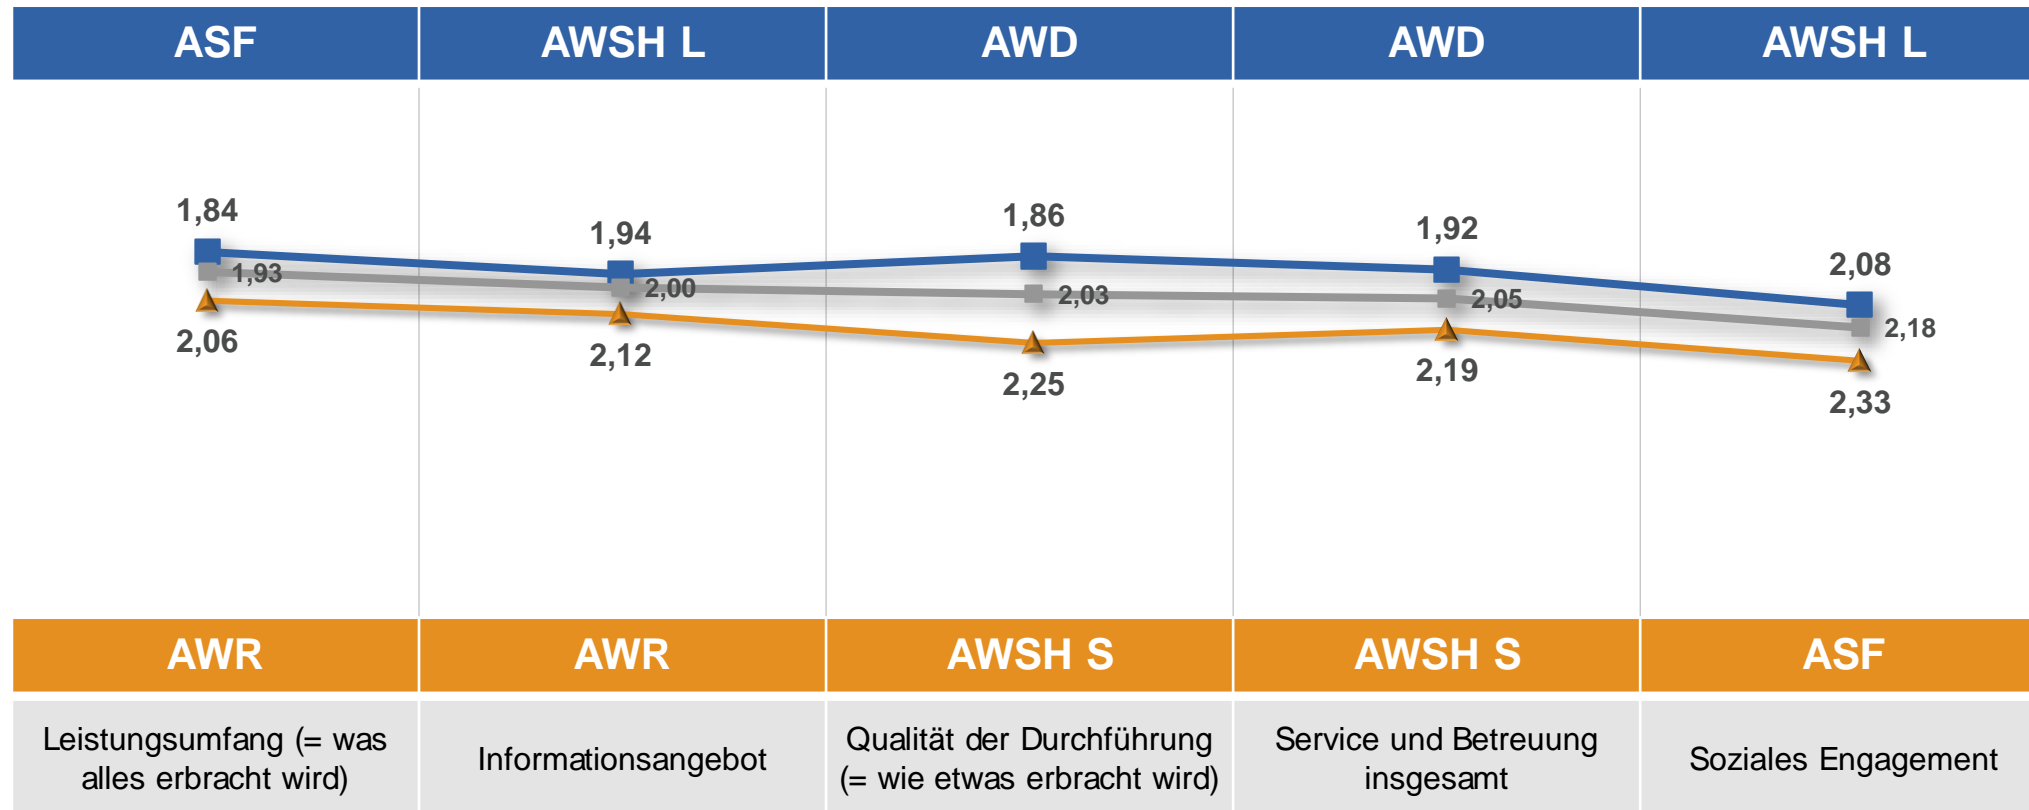 ASF AWSH L AWD AWD AWSH L
1,84 1,94 1,86 1,92 2,08
1,93 2,00 2,03 2,05 2,18
2,06 2,12 2,25 2,19 2,33
AWR AWR AWSH S AWSH S ASF
Leistungsumfang (= was
alles erbracht wird)
Informationsangebot
Qualität der Durchführung
(= wie etwas erbracht wird)
Service und Betreuung
insgesamt
Soziales Engagement